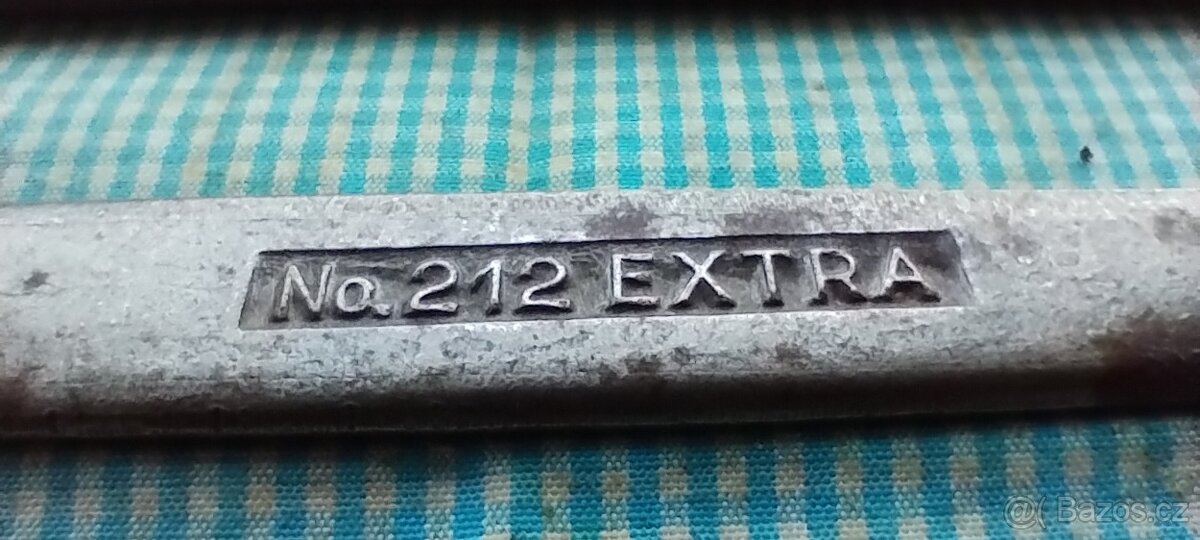 No. 212 EXTRA
@( Bazos.cz